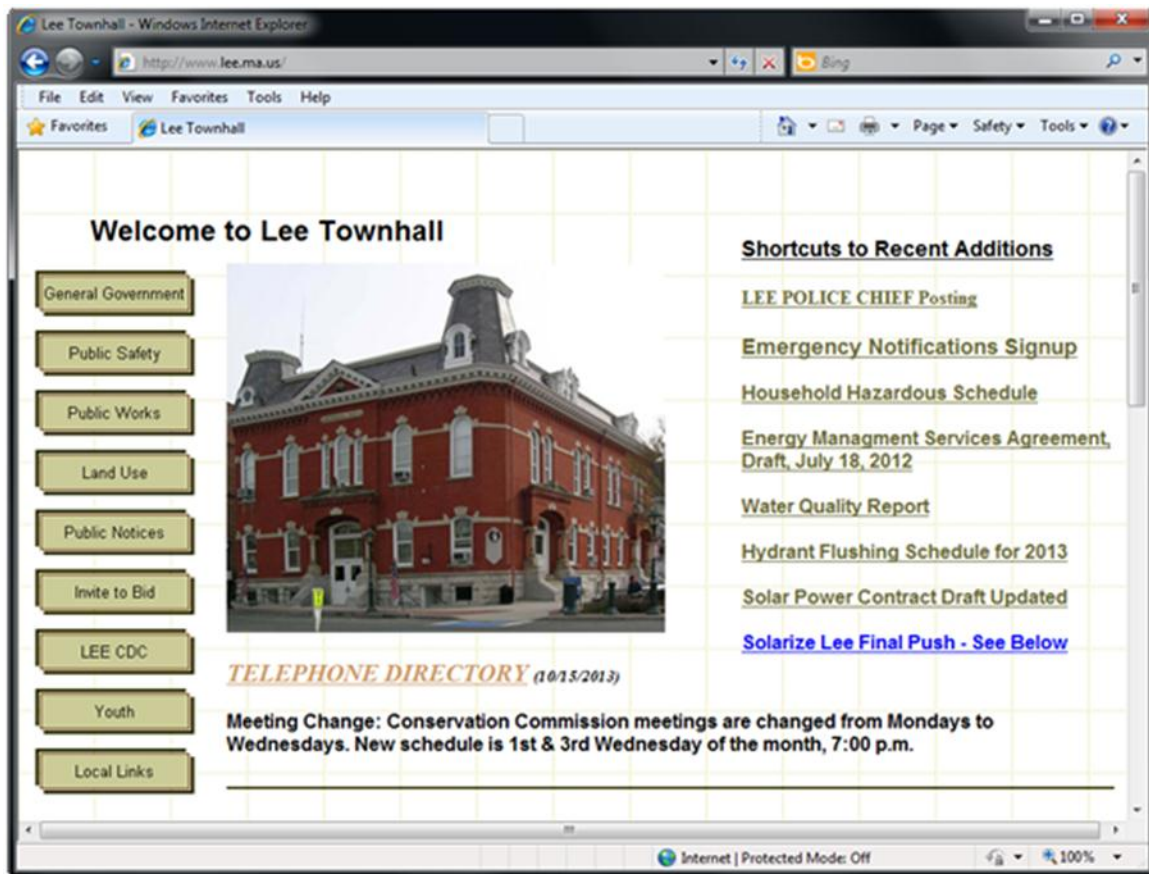 Lee Townhall - Windows Internet Explorer
http://www.lee.ma.us/
Bing
File Edit View Favorites Tools Help
Favorites
Lee Townhall
Page Safety Tools
Welcome to Lee Townhall
General Government
Public Safety
Public Works
Land Use
Public Notices
Invite to Bid
LEE CDC
Youth
Local Links
TELEPHONE DIRECTORY (10/15/2013)
Meeting Change: Conservation Commission meetings are changed from Mondays to
Wednesdays. New schedule is 1st & 3rd Wednesday of the month, 7:00 p.m.
Shortcuts to Recent Additions
LEE POLICE CHIEF Posting
Emergency Notifications Signup
Household Hazardous Schedule
Energy Managment Services Agreement,
Draft, July 18, 2012
Water Quality Report
Hydrant Flushing Schedule for 2013
Solar Power Contract Draft Updated
Solarize Lee Final Push - See Below
Internet | Protected Mode: Off
100%